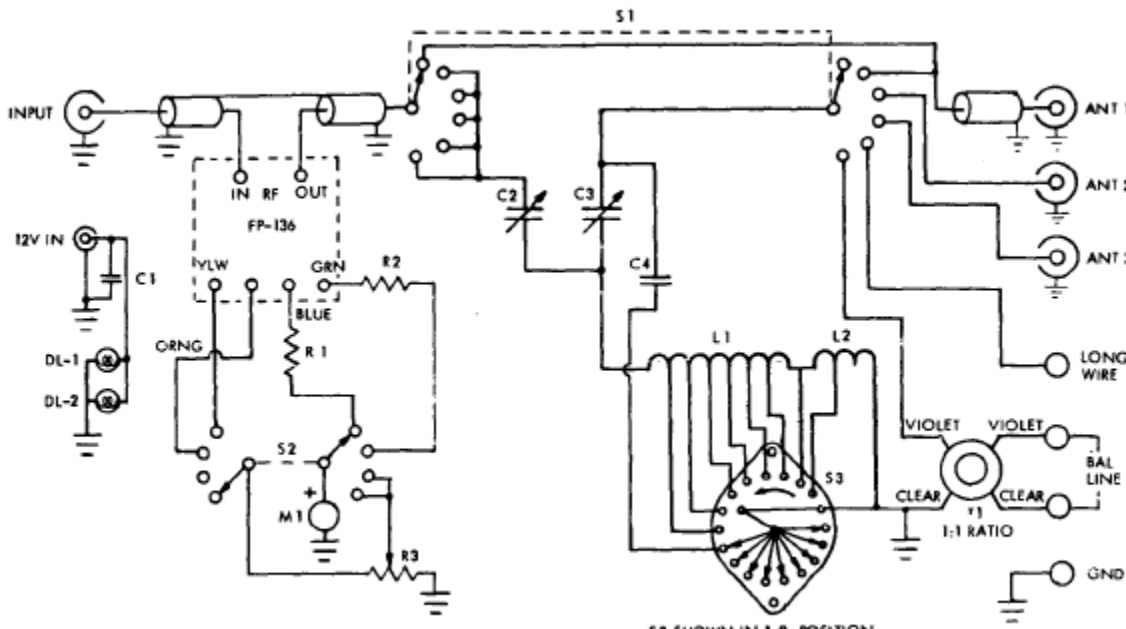 S1
INPUT
ANT 1
IN RF OUT
FP-136
C2
C3
ANT 2
12V IN
C1
YLW
GRN
R2
C4
ANT 3
BLUE
ORNG
R 1
L1
L2
DL-1
DL-2
LONG
WIRE
VIOLET
VIOLET
S2
S3
BAL
LINE
+
M1
CLEAR
CLEAR
1:1 RATIO
R3
GND